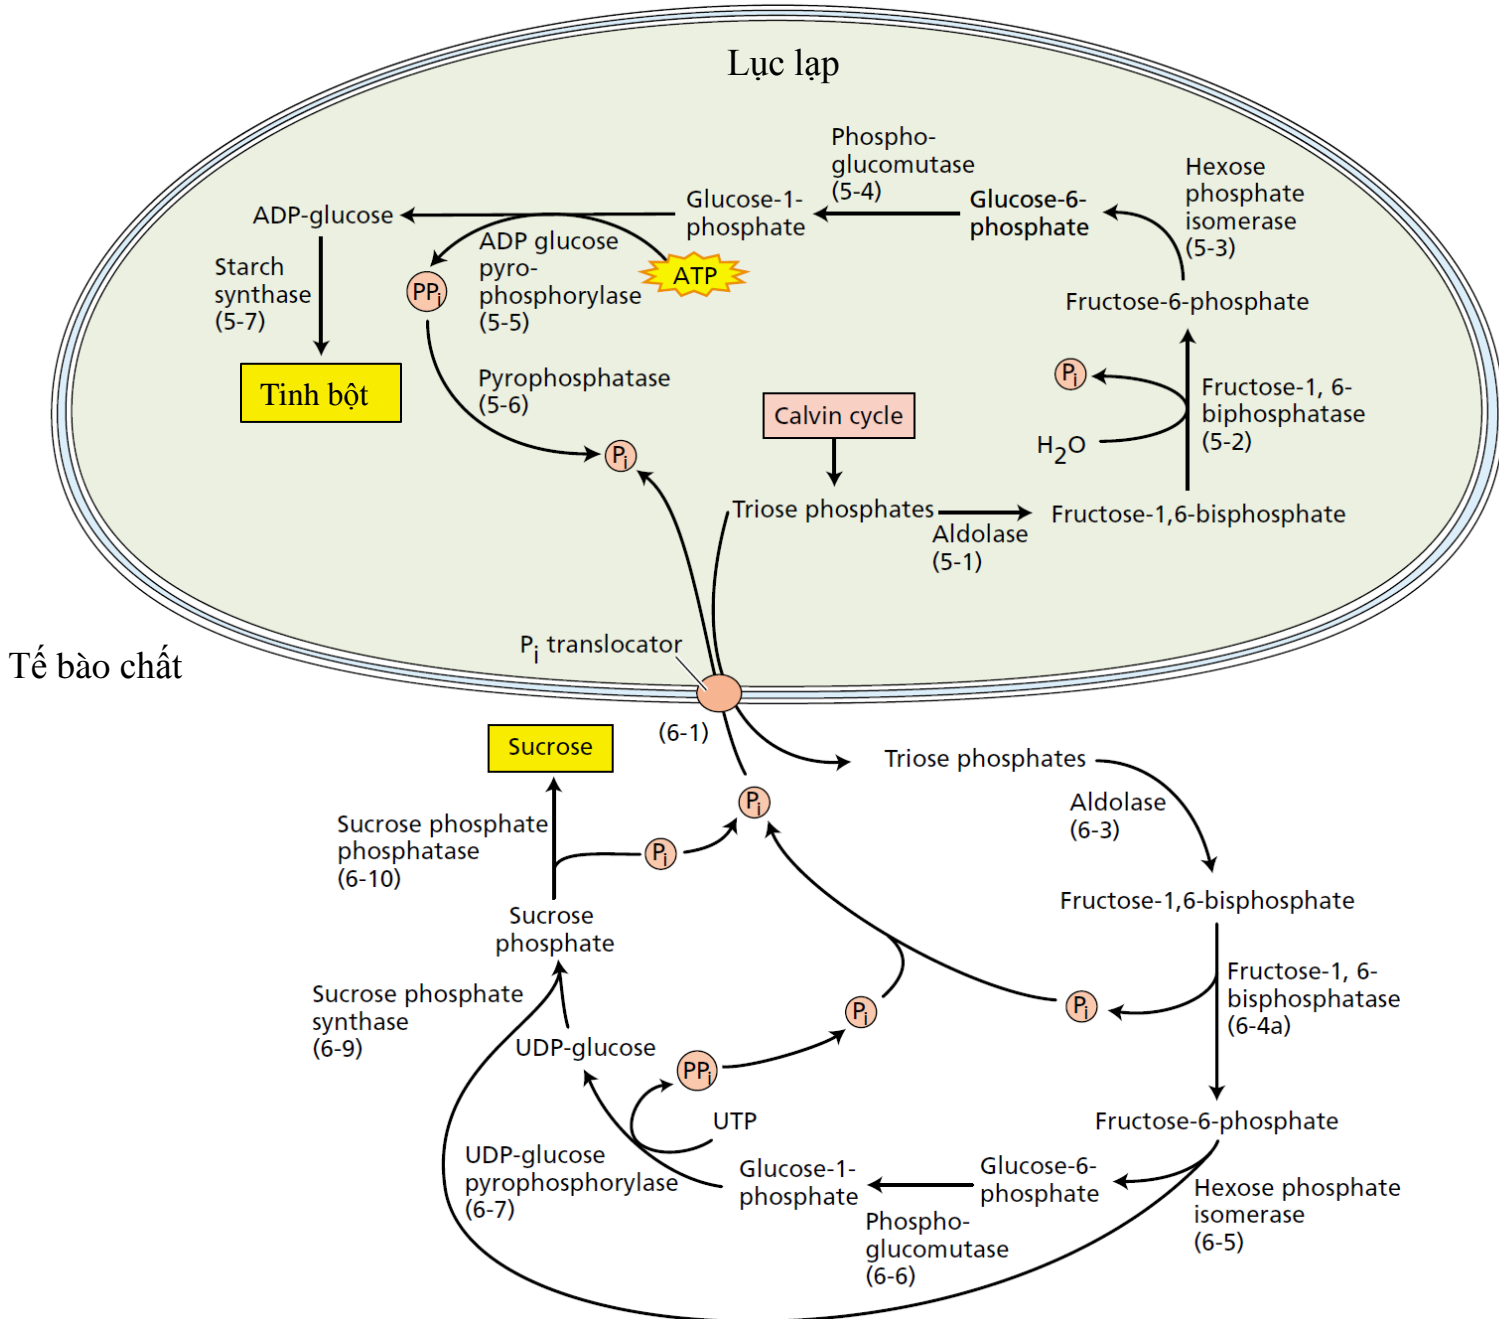 Lục lạp
Phospho-
glucomutase
(5-4)
Hexose
phosphate
isomerase
(5-3)
ADP-glucose
Glucose-1-
phosphate
Glucose-6-
phosphate
ADP glucose
pyro-
phosphorylase
(5-5)
ATP
Starch
synthase
(5-7)
PPi
Fructose-6-phosphate
Tinh bột
Pyrophosphatase
(5-6)
Pi
Calvin cycle
Pi
H2O
Fructose-1, 6-
biphosphatase
(5-2)
Triose phosphates
Aldolase
(5-1)
Fructose-1,6-bisphosphate
Pi translocator
Tế bào chất
(6-1)
Sucrose
Triose phosphates
Pi
Aldolase
(6-3)
Sucrose phosphate
phosphatase
(6-10)
Pi
Fructose-1,6-bisphosphate
Sucrose
phosphate
Fructose-1, 6-
bisphosphatase
(6-4a)
Sucrose phosphate
synthase
(6-9)
Pi
Pi
UDP-glucose
PPi
UTP
Fructose-6-phosphate
UDP-glucose
pyrophosphorylase
(6-7)
Glucose-1-
phosphate
Glucose-6-
phosphate
Hexose phosphate
isomerase
(6-5)
Phospho-
glucomutase
(6-6)